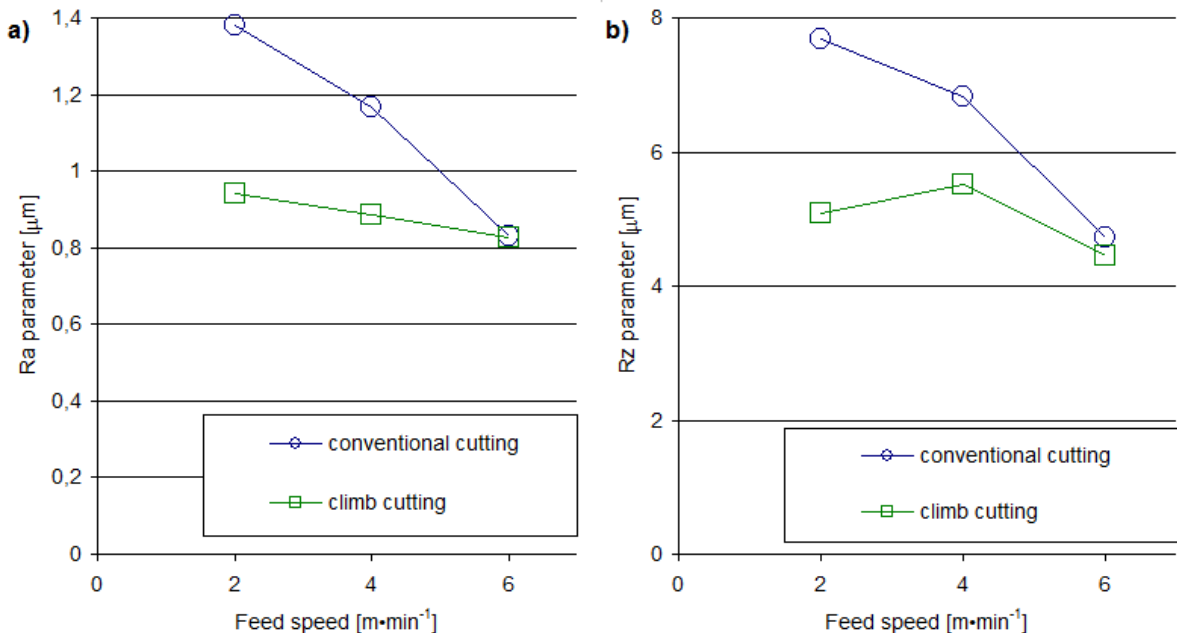 a)
Ra parameter [μm]
1,4
1,2
1
0,8
0,6
0,4
0,2
0
0 2 4 6
Feed speed [m•min⁻¹]
conventional cutting
climb cutting
b)
Rz parameter [μm]
8
6
4
2
0
0 2 4 6
Feed speed [m•min⁻¹]
conventional cutting
climb cutting